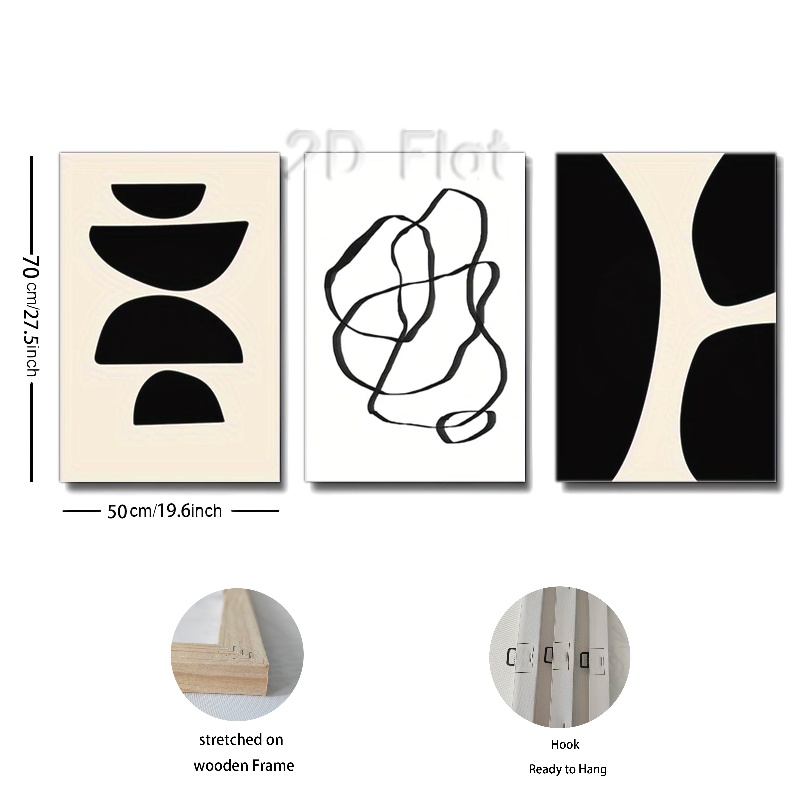 2D Flat
70 cm/27.5inch
50cm/19.6inch
stretched on
wooden Frame
Hook
Ready to Hang